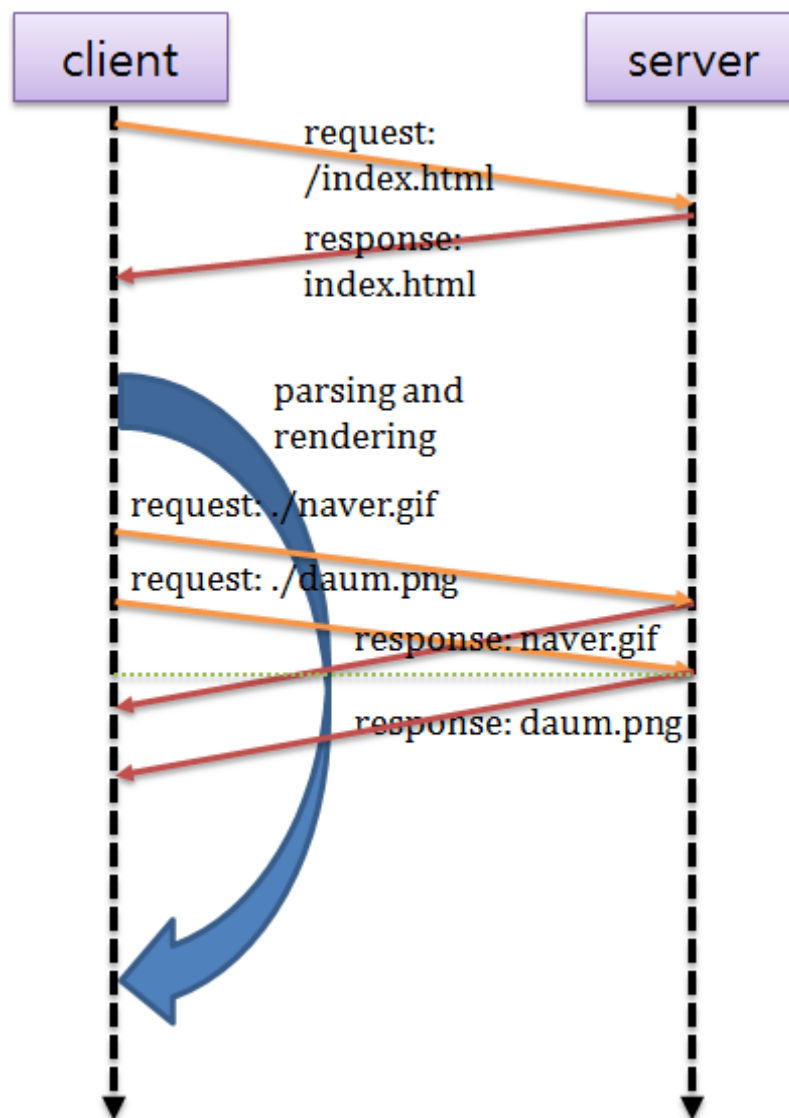 client
server
request:
/index.html
response:
index.html
parsing and
rendering
request: ./naver.gif
request: ./daum.png
response: naver.gif
response: daum.png